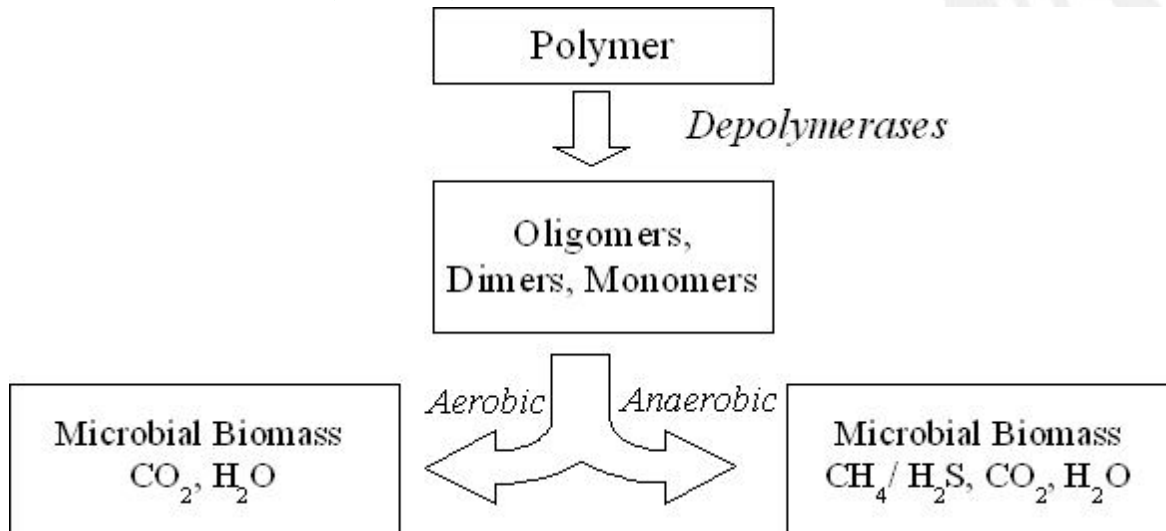 Polymer
Depolymerases
Oligomers,
Dimers, Monomers
Aerobic
Anaerobic
Microbial Biomass
CO₂, H₂O
Microbial Biomass
CH₄/ H₂S, CO₂, H₂O